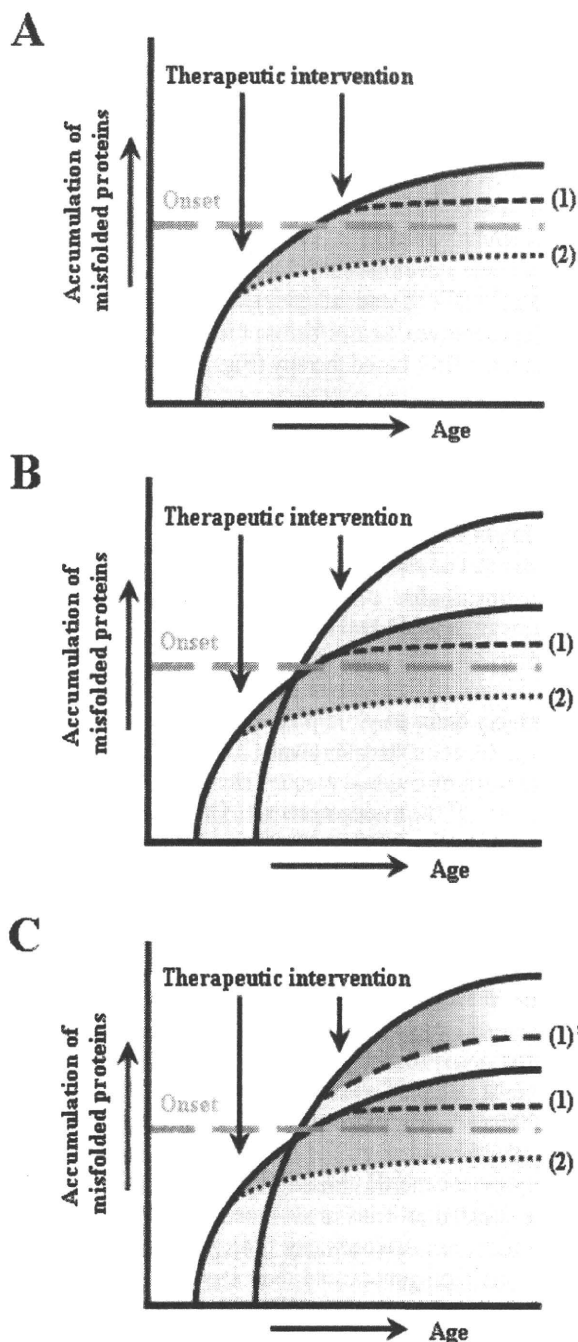 A
Therapeutic intervention
Accumulation of
misfolded proteins
Onset
(1)
(2)
Age
B
Therapeutic intervention
Accumulation of
misfolded proteins
Onset
(1)
(2)
Age
C
Therapeutic intervention
Accumulation of
misfolded proteins
(1)'
Onset
(1)
(2)
Age